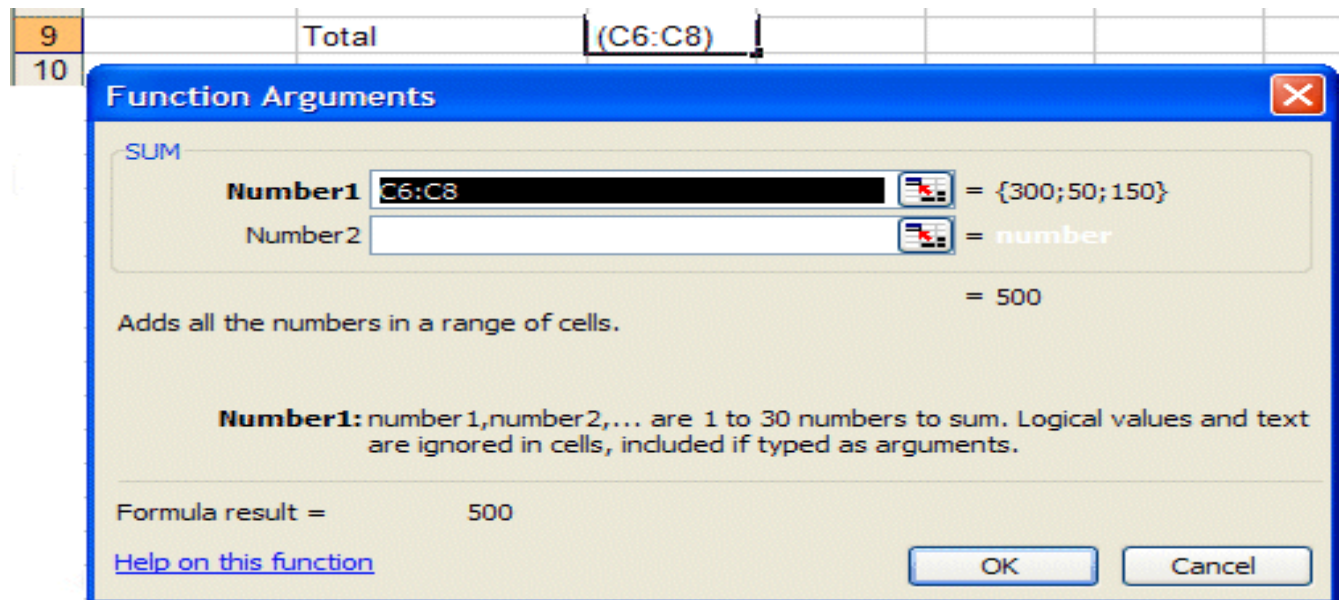 9 Total (C6:C8)
10
Function Arguments
SUM
Number1 C6:C8 = {300;50;150}
Number2 = number
= 500
Adds all the numbers in a range of cells.
Number1: number1,number2,... are 1 to 30 numbers to sum. Logical values and text
are ignored in cells, included if typed as arguments.
Formula result = 500
Help on this function OK Cancel